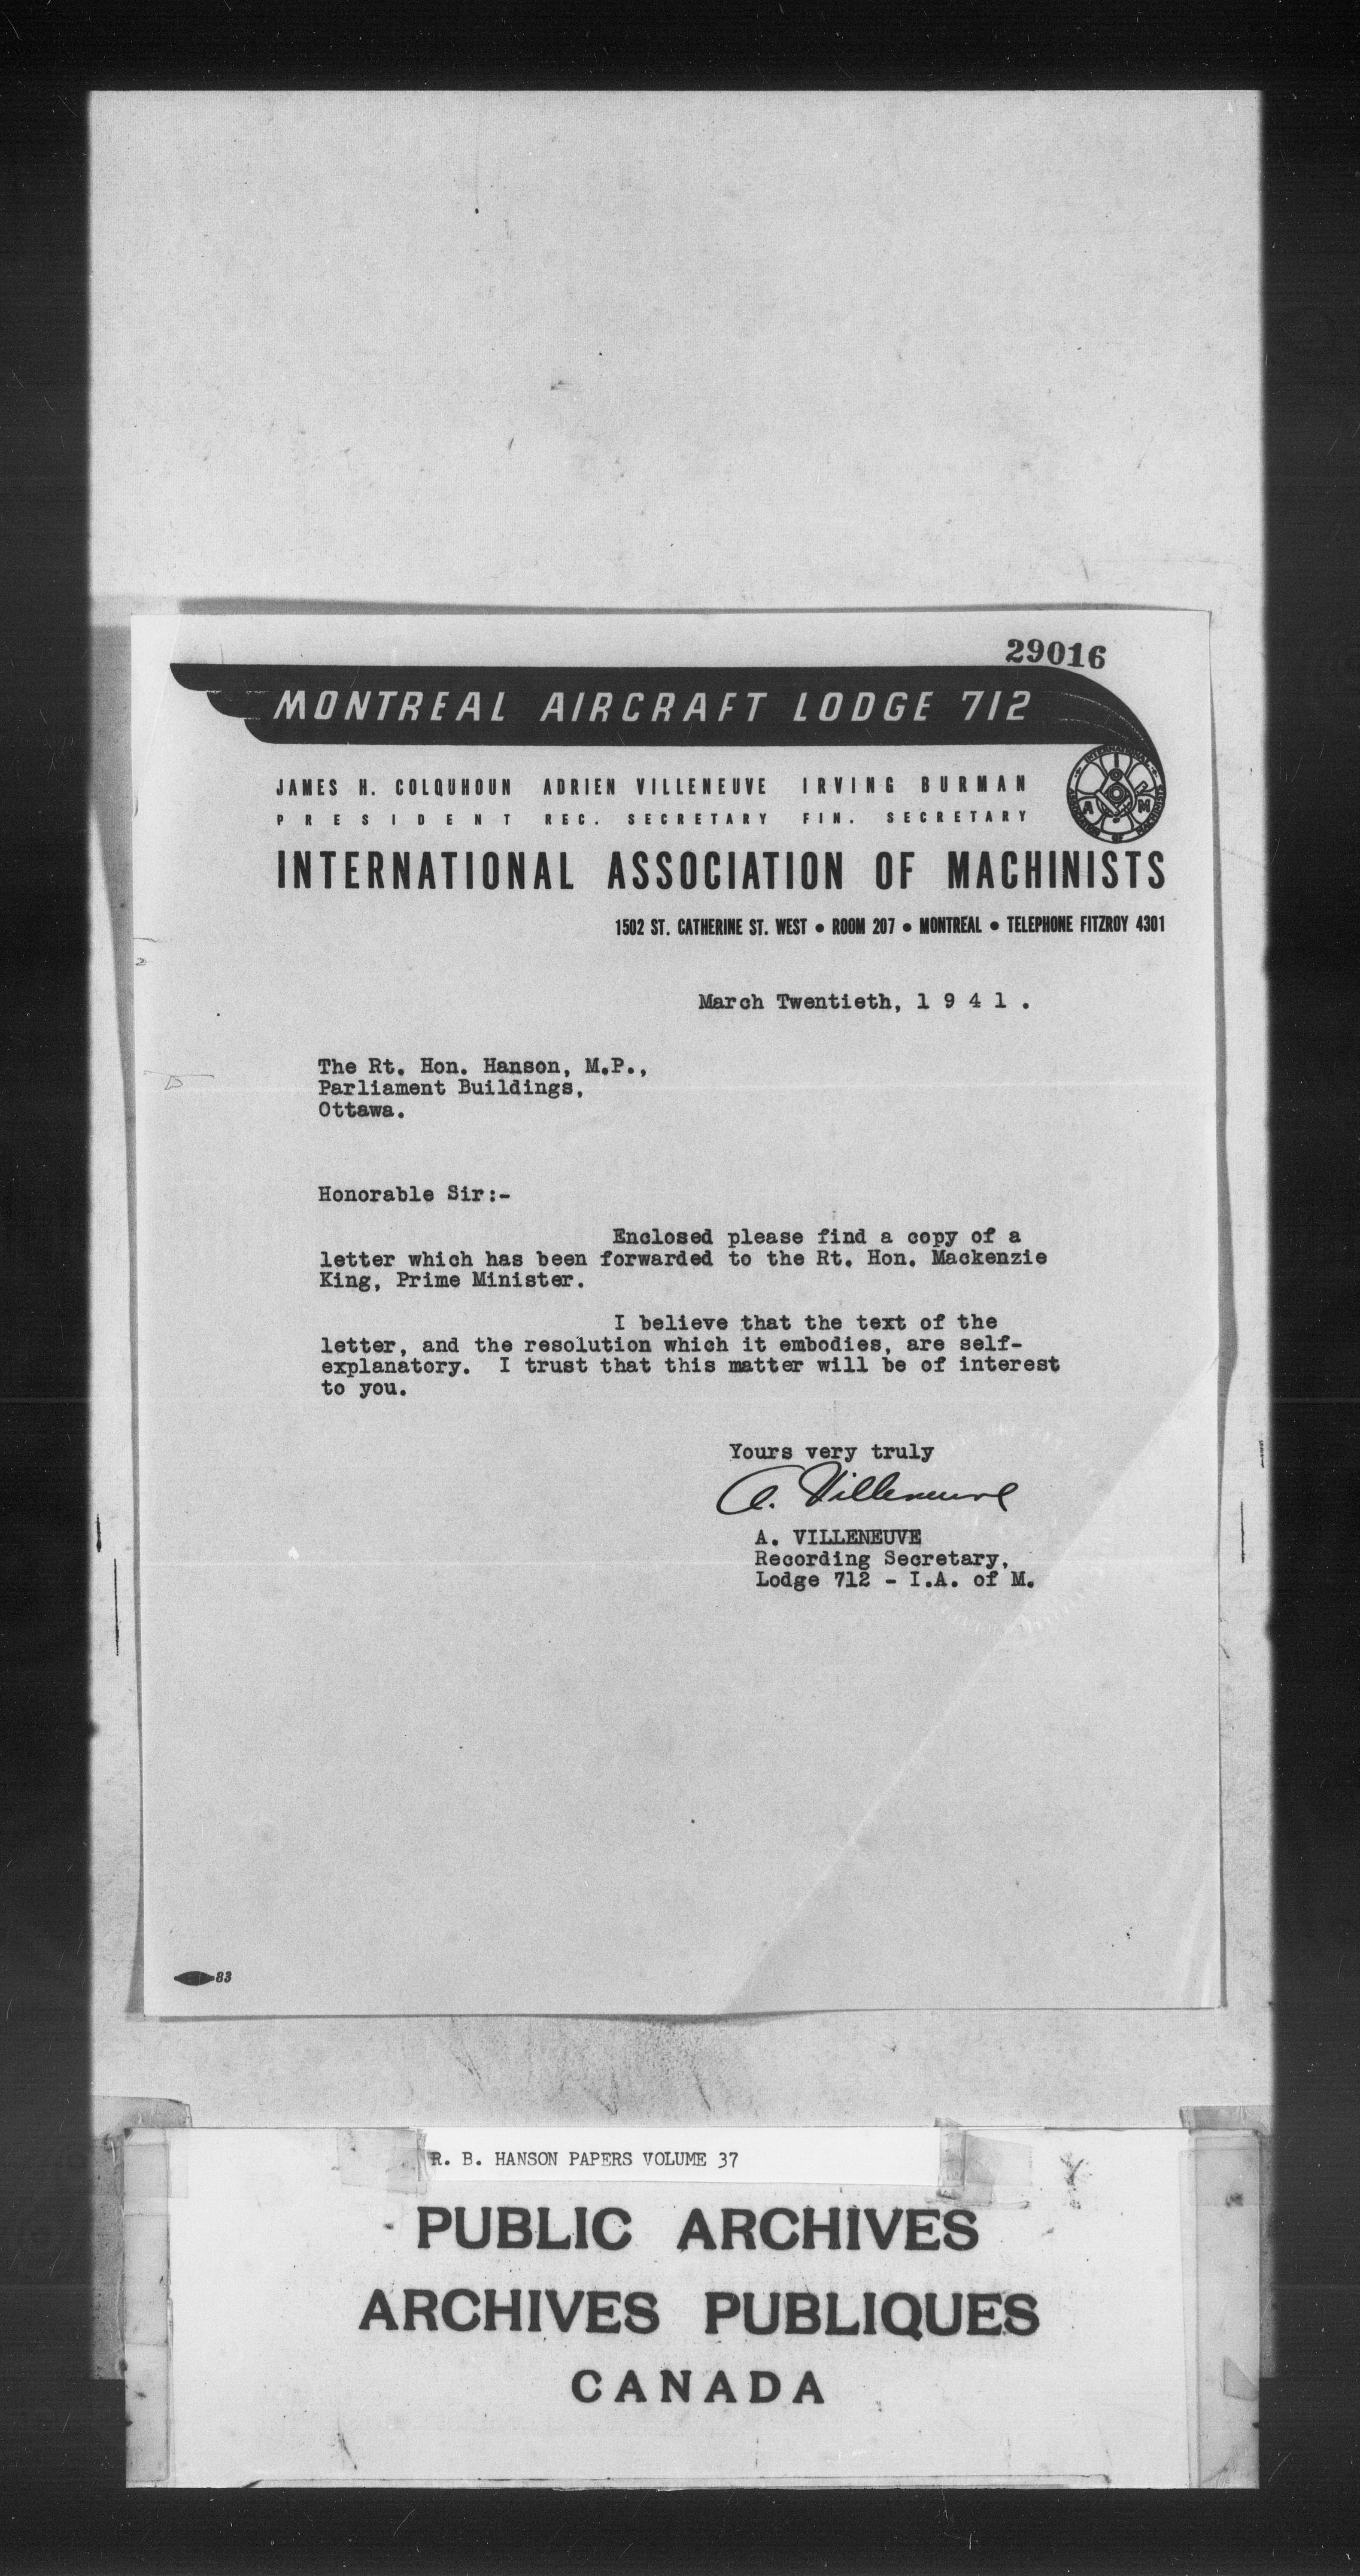 29016
MONTREAL AIRCRAFT LODGE 712
JAMES H. COLQUHOUN ADRIEN VILLENEUVE IRVING BURMAN
PRESIDENT REC. SECRETARY FIN. SECRETARY
INTERNATIONAL ASSOCIATION OF MACHINISTS
INTERNATIONAL ASSOCIATION OF MACHINISTS
1502 ST. CATHERINE ST. WEST • ROOM 207 • MONTREAL • TELEPHONE FITZROY 4301
March Twentieth, 1 9 4 1 .
The Rt. Hon. Hanson, M.P.,
Parliament Buildings,
Ottawa.
Honorable Sir:-
Enclosed please find a copy of a
letter which has been forwarded to the Rt. Hon. Mackenzie
King, Prime Minister.
I believe that the text of the
letter, and the resolution which it embodies, are self-
explanatory. I trust that this matter will be of interest
to you.
Yours very truly
A. Villeneuve
A. VILLENEUVE
Recording Secretary,
Lodge 712 - I.A. of M.
83
R. B. HANSON PAPERS VOLUME 37
PUBLIC ARCHIVES
ARCHIVES PUBLIQUES
CANADA